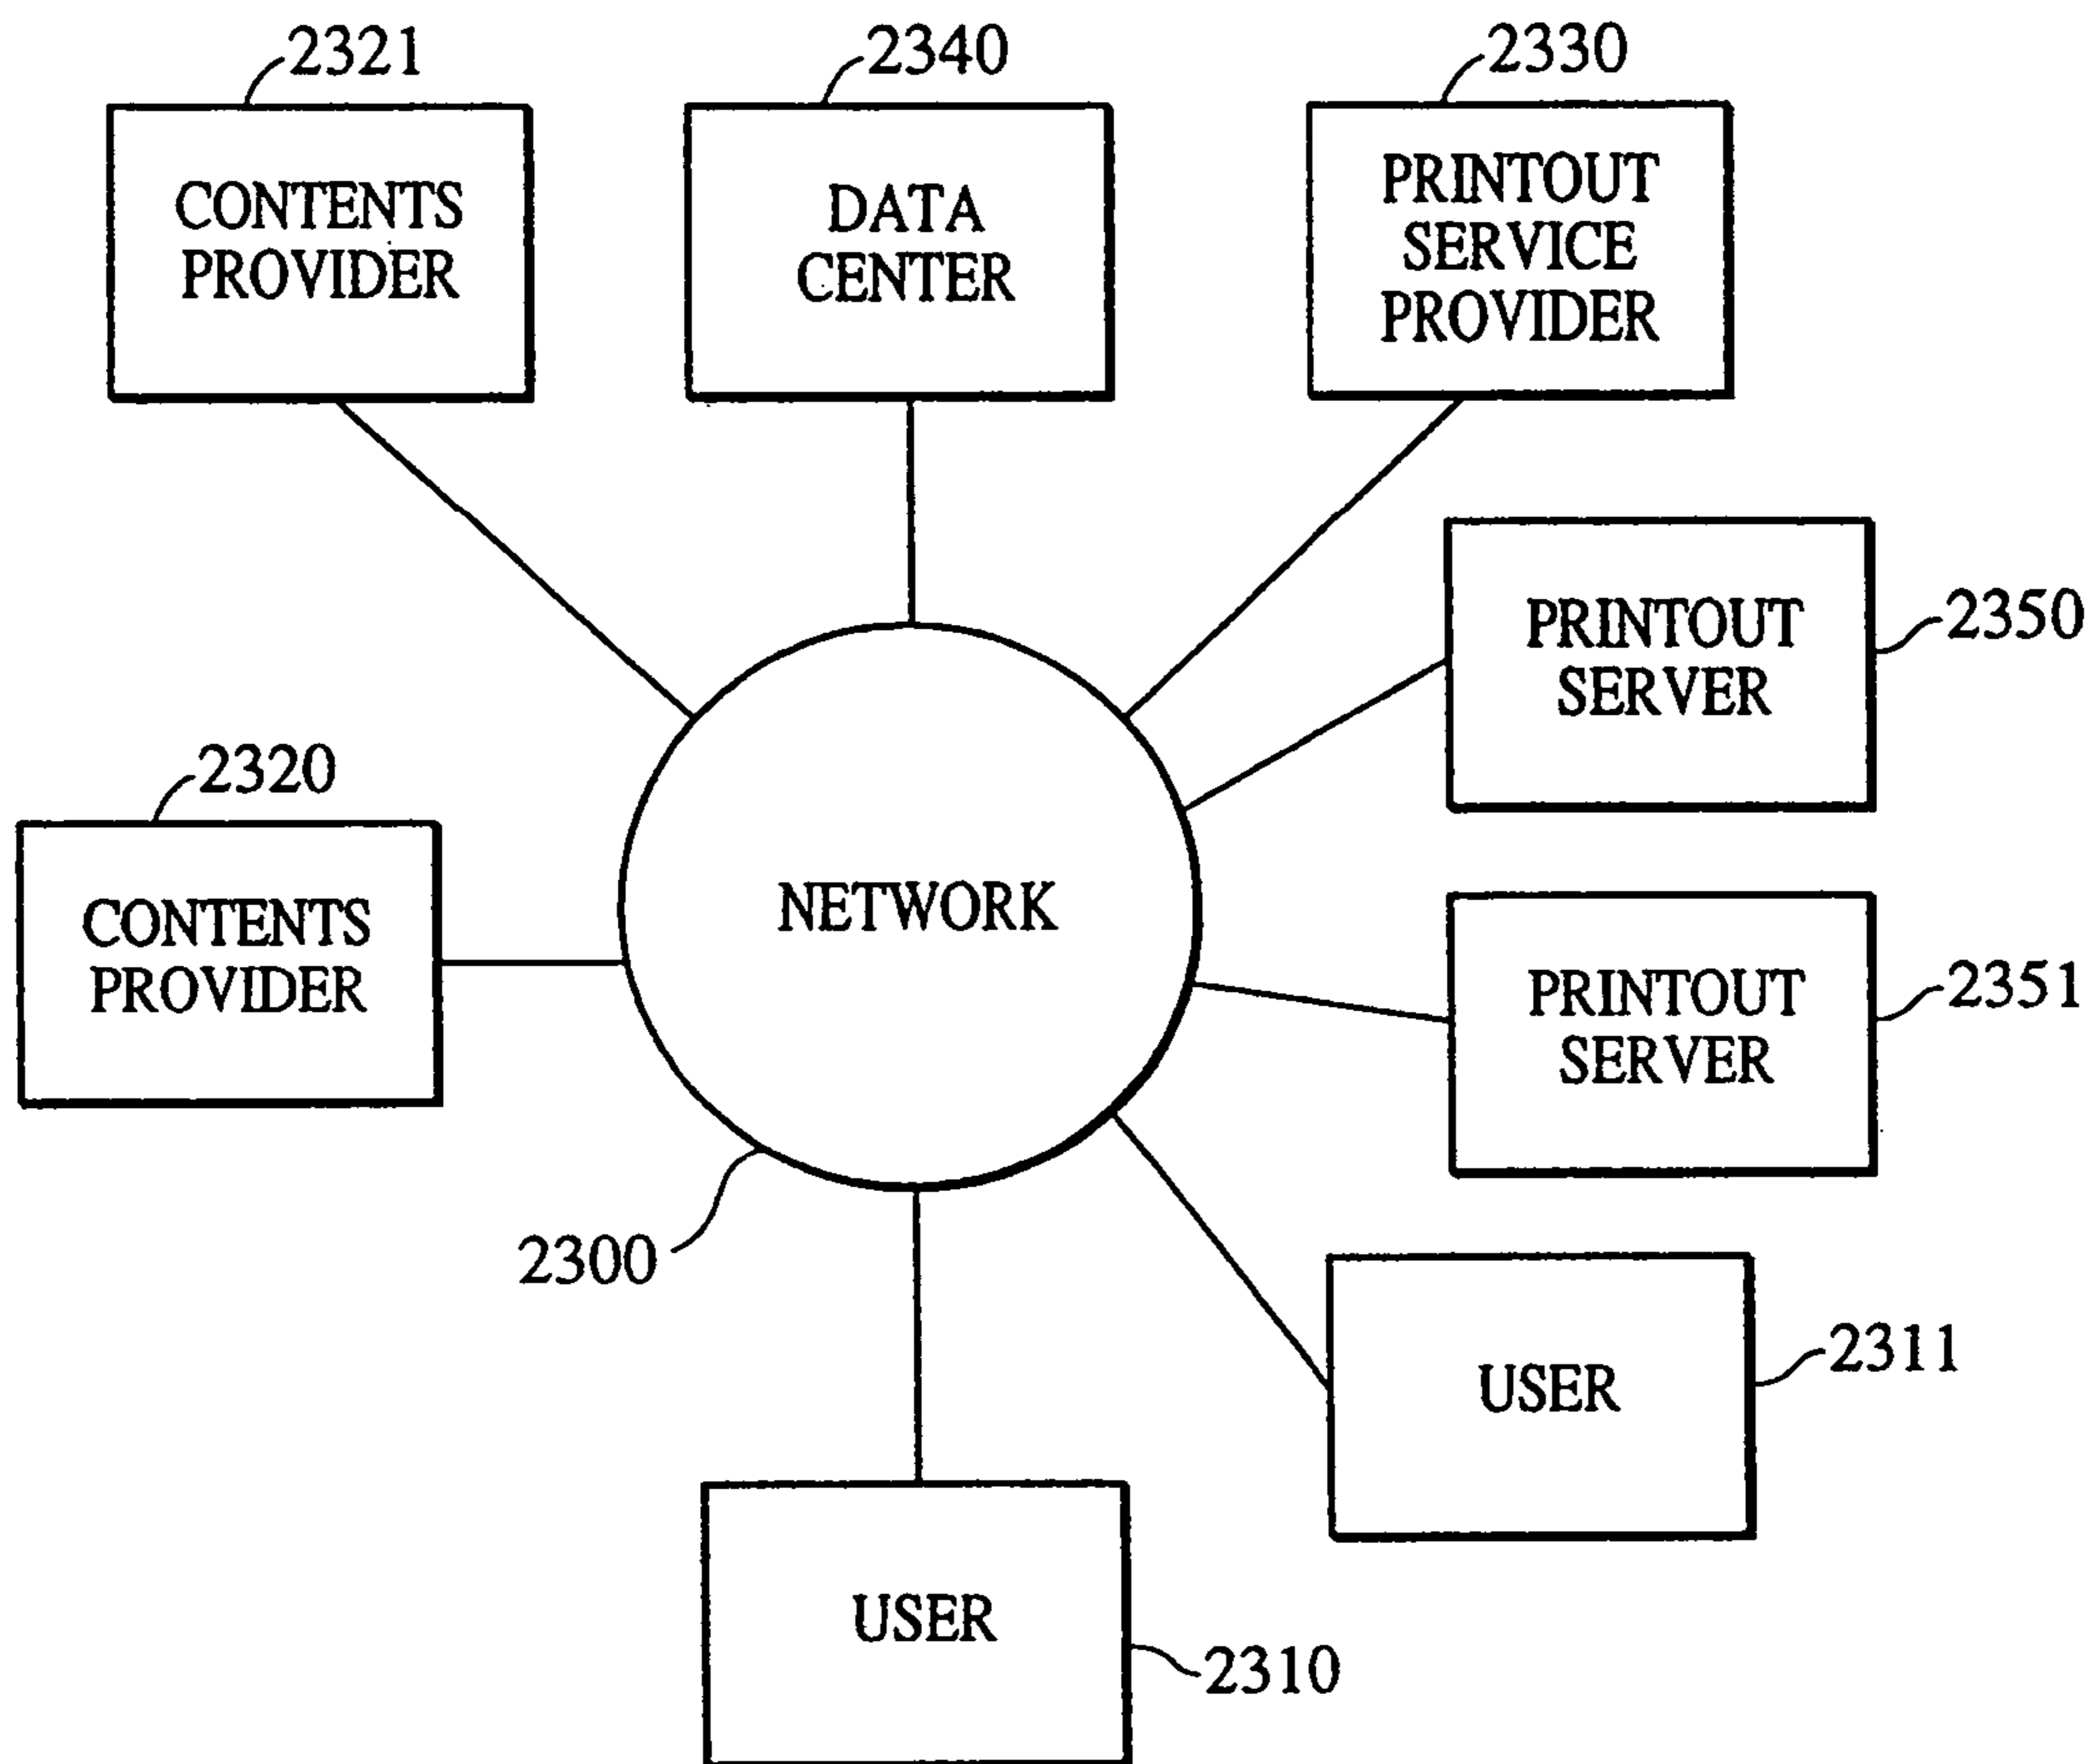 2321
2340
2330
CONTENTS
PROVIDER
DATA
CENTER
PRINTOUT
SERVICE
PROVIDER
PRINTOUT
SERVER
2350
2320
CONTENTS
PROVIDER
NETWORK
PRINTOUT
SERVER
2351
2300
USER
2311
USER
2310